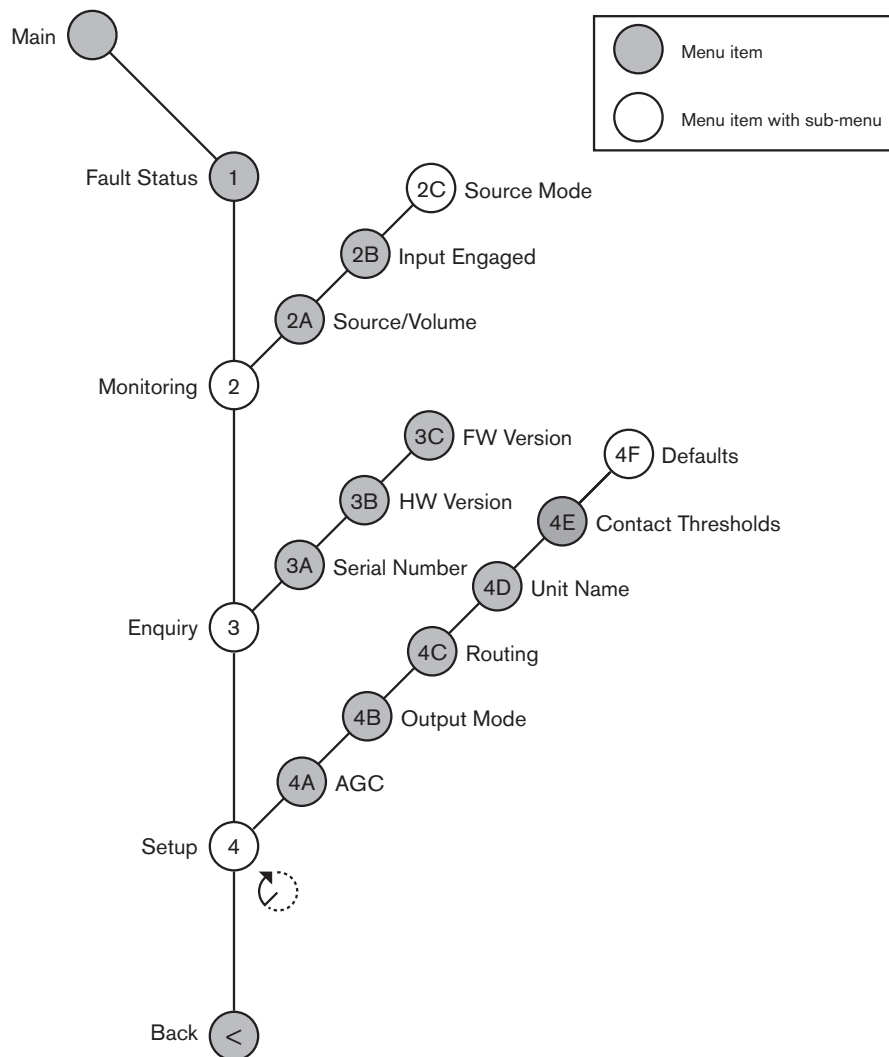 Main
Menu item
Menu item with sub-menu
Fault Status 1
2C Source Mode
2B Input Engaged
2A Source/Volume
Monitoring 2
3C FW Version
3B HW Version
3A Serial Number
Enquiry 3
4F Defaults
4E Contact Thresholds
4D Unit Name
4C Routing
4B Output Mode
4A AGC
Setup 4
Back <